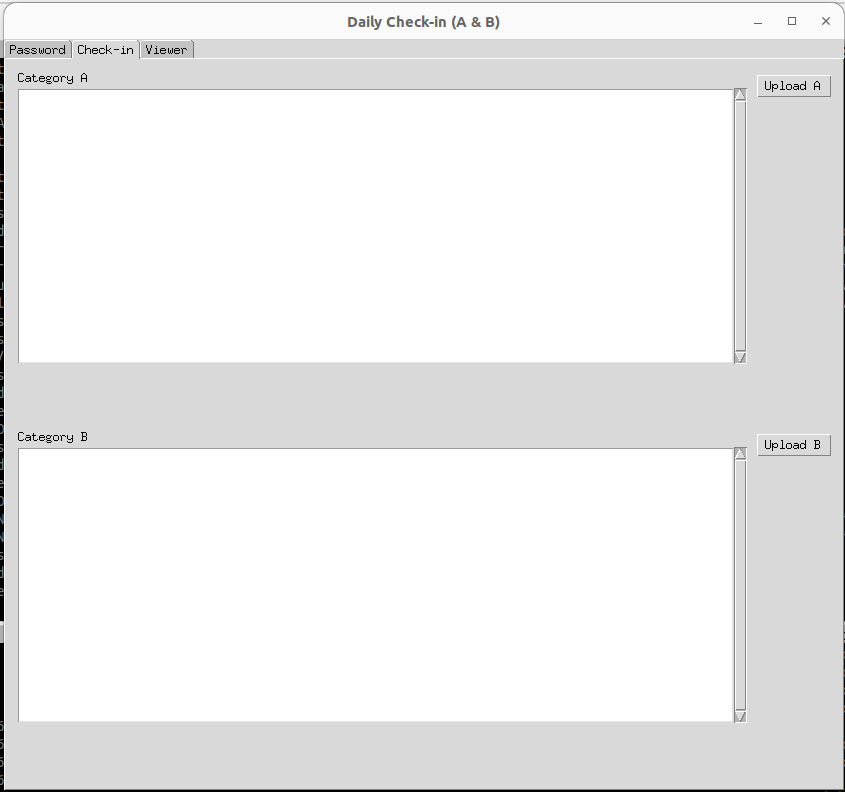 Daily Check-in (A & B)
Password Check-in Viewer
Category A
Upload A
Category B
Upload B